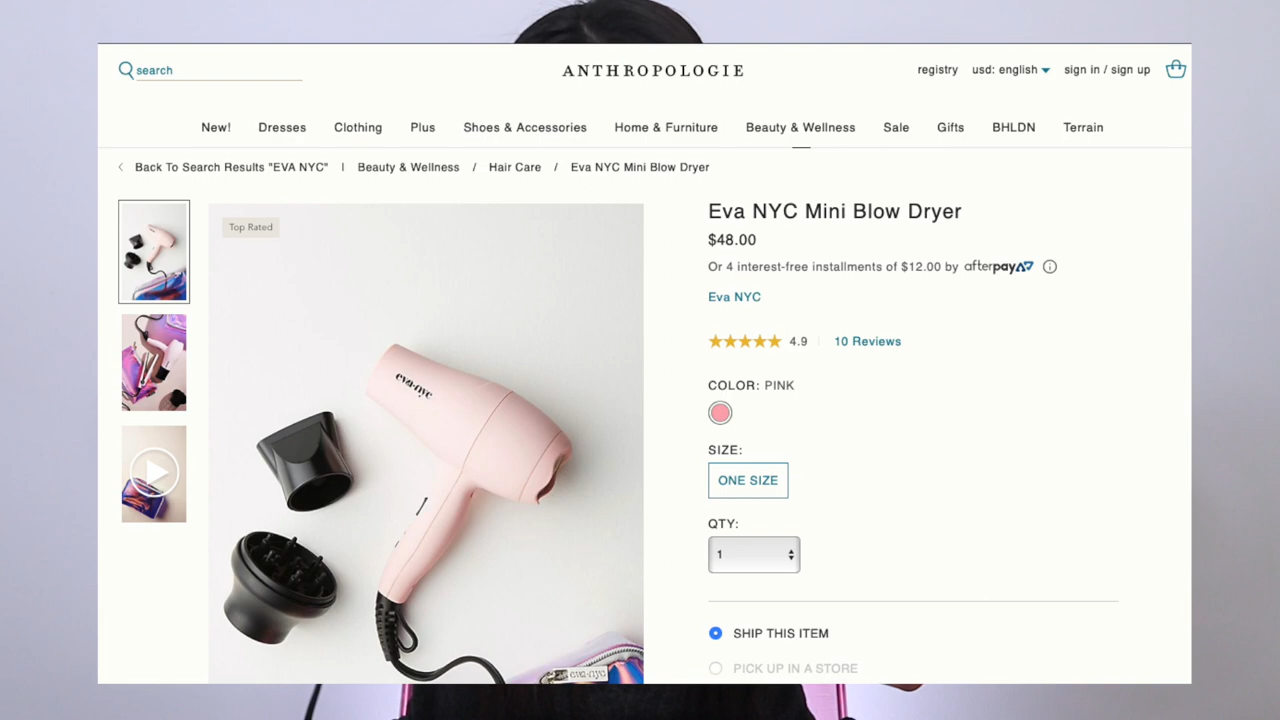 search
ANTHROPOLOGIE
registry
usd: english
sign in / sign up
New!
Dresses
Clothing
Plus
Shoes & Accessories
Home & Furniture
Beauty & Wellness
Sale
Gifts
BHLDN
Terrain
Back To Search Results "EVA NYC" | Beauty & Wellness / Hair Care / Eva NYC Mini Blow Dryer
Top Rated
eva-nyc
eva-nyc
Eva NYC Mini Blow Dryer
$48.00
Or 4 interest-free installments of $12.00 by afterpay
Eva NYC
4.9 | 10 Reviews
COLOR: PINK
SIZE:
ONE SIZE
QTY:
1
SHIP THIS ITEM
PICK UP IN A STORE